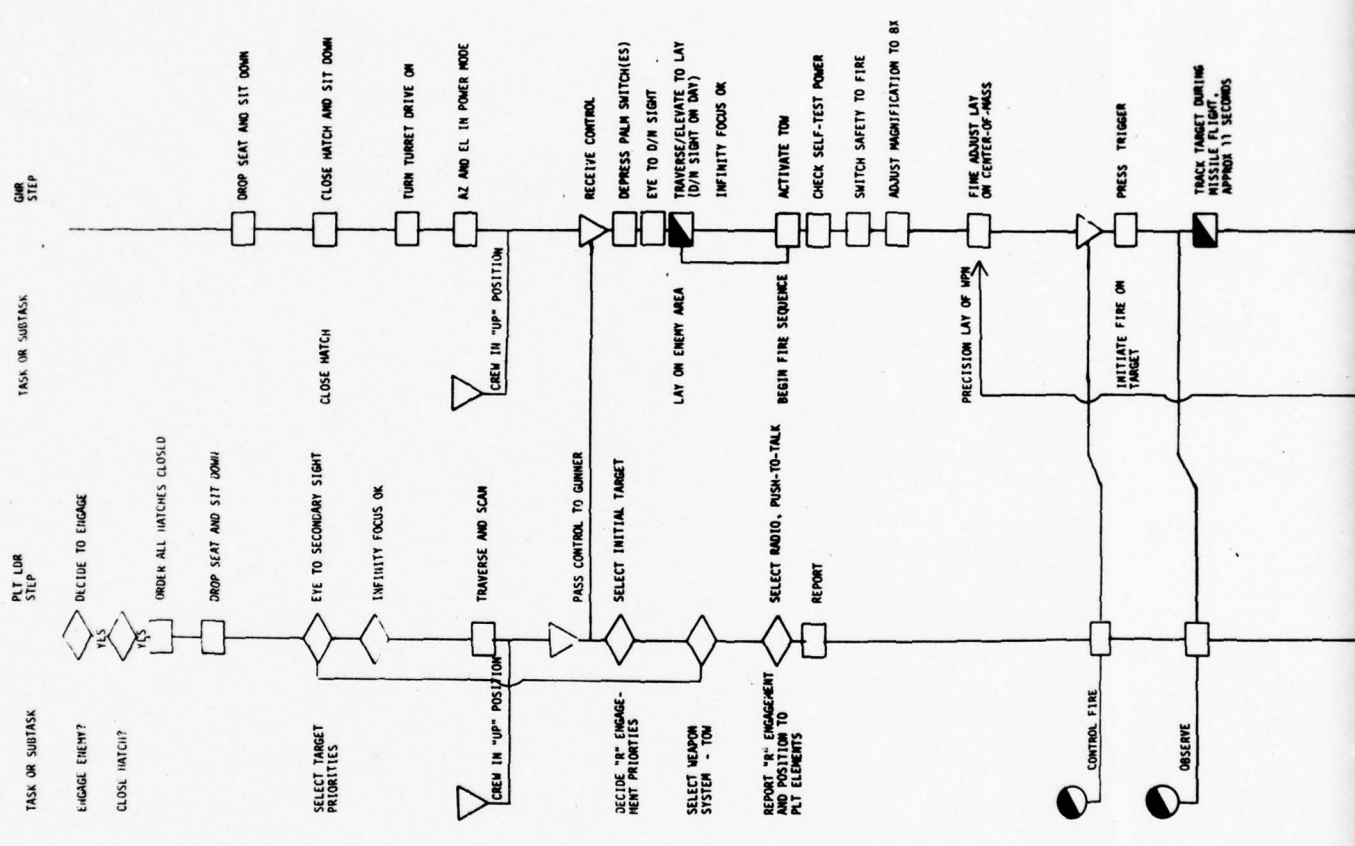 TASK OR SUBTASK
PLT LDR
STEP
TASK OR SUBTASK
GNR
STEP
ENGAGE ENEMY?
DECIDE TO ENGAGE
YES
CLOSE HATCH?
YES
ORDER ALL HATCHES CLOSED
DROP SEAT AND SIT DOWN
DROP SEAT AND SIT DOWN
SELECT TARGET
PRIORITIES
EYE TO SECONDARY SIGHT
CLOSE HATCH
CLOSE HATCH AND SIT DOWN
INFINITY FOCUS OK
TURN TURRET DRIVE ON
TRAVERSE AND SCAN
AZ AND EL IN POWER MODE
CREW IN "UP" POSITION
CREW IN "UP" POSITION
PASS CONTROL TO GUNNER
RECEIVE CONTROL
DECIDE "R" ENGAGE-
MENT PRIORTIES
SELECT INITIAL TARGET
DEPRESS PALM SWITCH(ES)
EYE TO D/N SIGHT
SELECT WEAPON
SYSTEM - TOW
LAY ON ENEMY AREA
TRAVERSE/ELEVATE TO LAY
(D/N SIGHT ON DAY)
INFINITY FOCUS OK
REPORT "R" ENGAGEMENT
AND POSITION TO
PLT ELEMENTS
SELECT RADIO, PUSH-TO-TALK
BEGIN FIRE SEQUENCE
ACTIVATE TOW
REPORT
CHECK SELF-TEST POWER
SWITCH SAFETY TO FIRE
ADJUST MAGNIFICATION TO 8X
PRECISION LAY OF WPN
FINE ADJUST LAY
ON CENTER-OF-MASS
CONTROL FIRE
INITIATE FIRE ON
TARGET
PRESS TRIGGER
OBSERVE
TRACK TARGET DURING
MISSILE FLIGHT,
APPROX 11 SECONDS